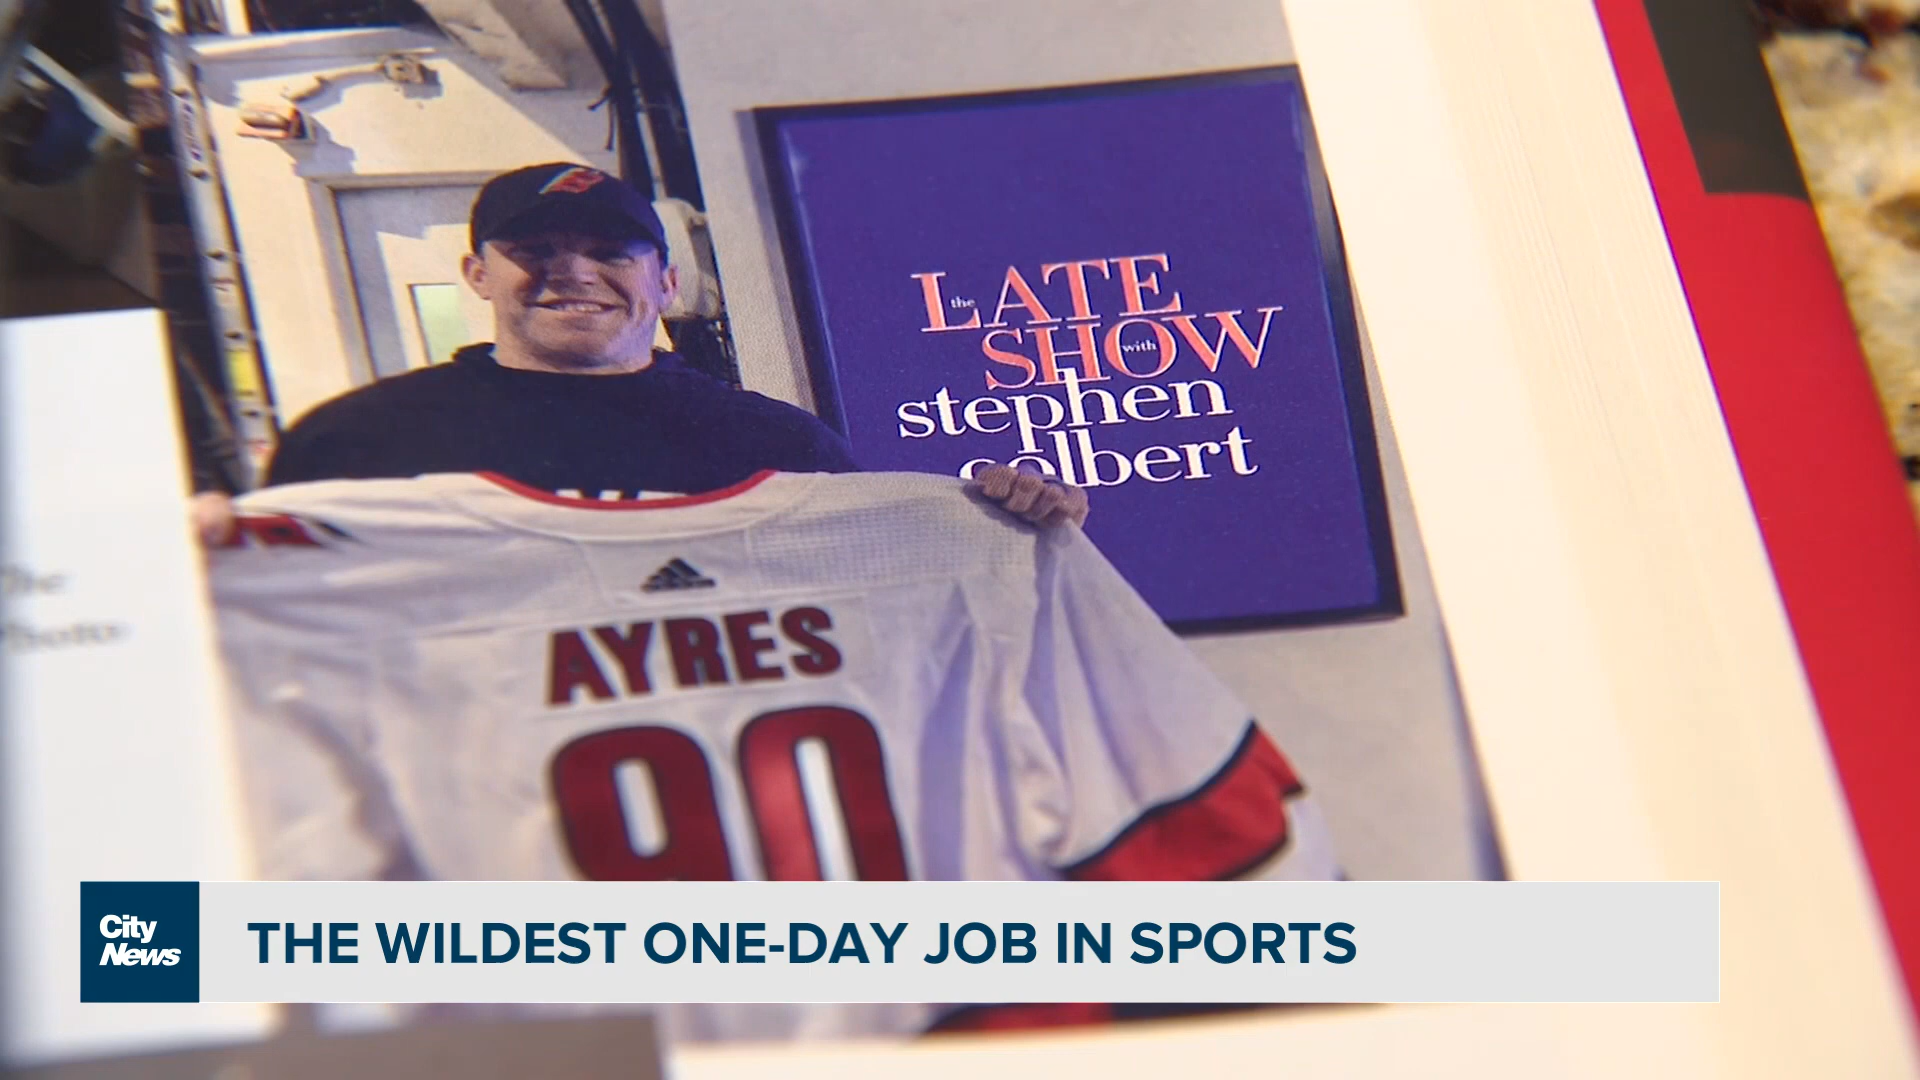 the
LATE
SHOW
with
stephen
colbert
AYRES
90
City
News
THE WILDEST ONE-DAY JOB IN SPORTS